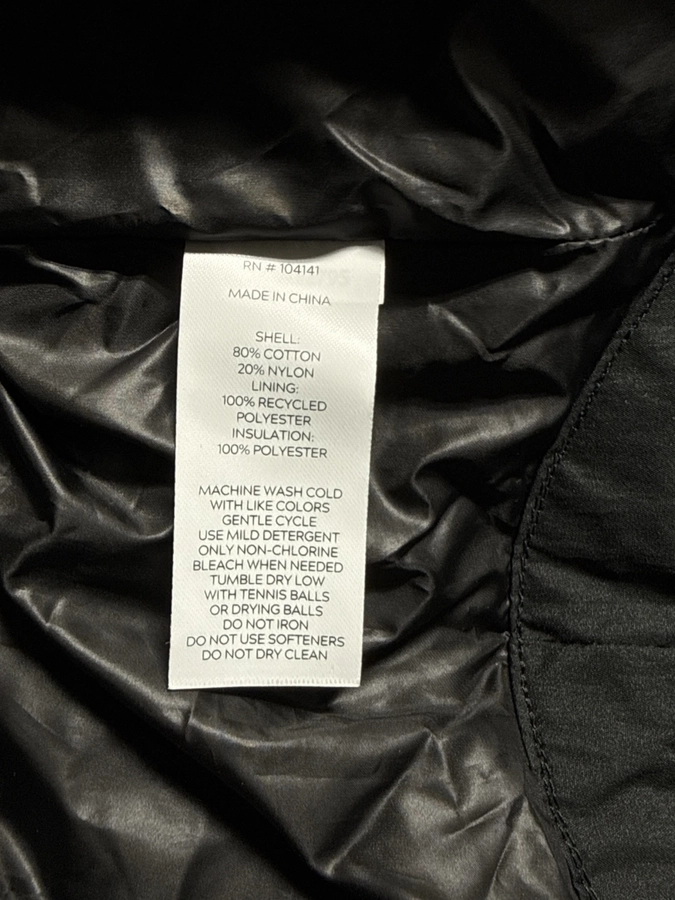 RN # 104141
MADE IN CHINA
SHELL:
80% COTTON
20% NYLON
LINING:
100% RECYCLED
POLYESTER
INSULATION:
100% POLYESTER
MACHINE WASH COLD
WITH LIKE COLORS
GENTLE CYCLE
USE MILD DETERGENT
ONLY NON-CHLORINE
BLEACH WHEN NEEDED
TUMBLE DRY LOW
WITH TENNIS BALLS
OR DRYING BALLS
DO NOT IRON
DO NOT USE SOFTENERS
DO NOT DRY CLEAN